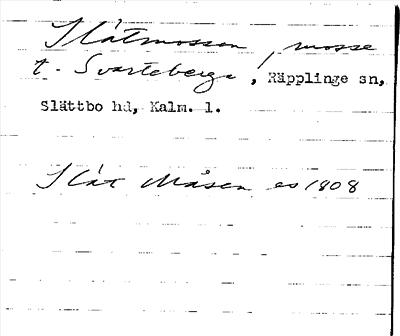 Slåtmossen, mosse
t. Svarteberga, Räpplinge sn,
Slättbo hd, Kalm. l.
Slåt Måsen es 1808